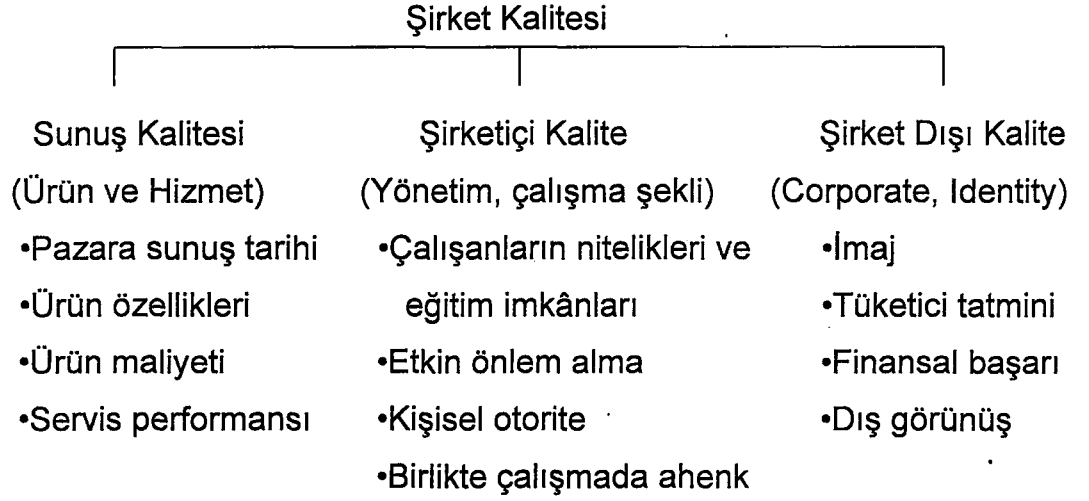 Şirket Kalitesi
Sunuş Kalitesi
(Ürün ve Hizmet)
•Pazara sunuş tarihi
•Ürün özellikleri
•Ürün maliyeti
•Servis performansı
Şirketiçi Kalite
(Yönetim, çalışma şekli)
•Çalışanların nitelikleri ve
eğitim imkânları
•Etkin önlem alma
•Kişisel otorite
•Birlikte çalışmada ahenk
Şirket Dışı Kalite
(Corporate, Identity)
•İmaj
•Tüketici tatmini
•Finansal başarı
•Dış görünüş